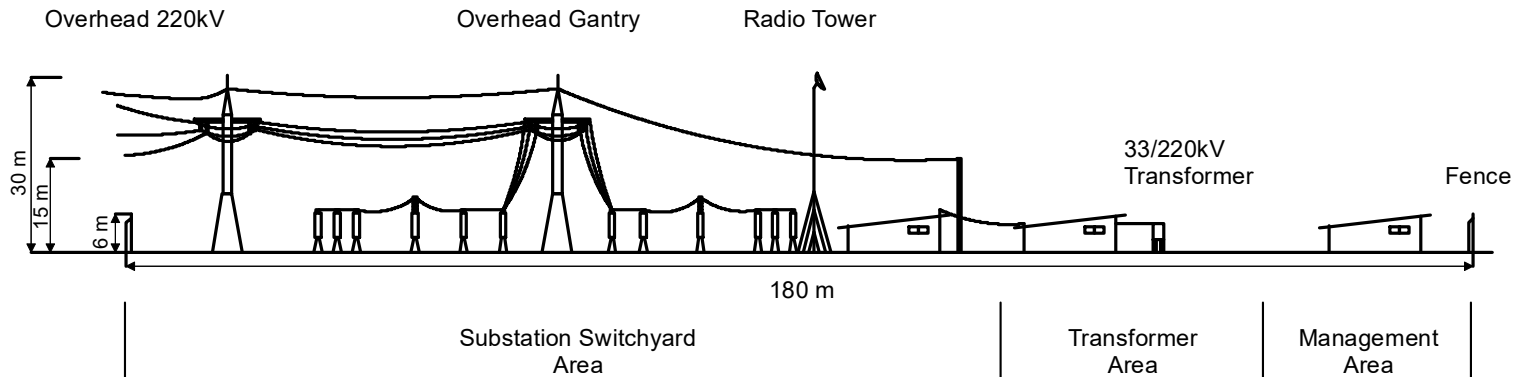 Overhead 220kV
Overhead Gantry
Radio Tower
30 m
15 m
6 m
33/220kV
Transformer
Fence
180 m
Substation Switchyard
Area
Transformer
Area
Management
Area